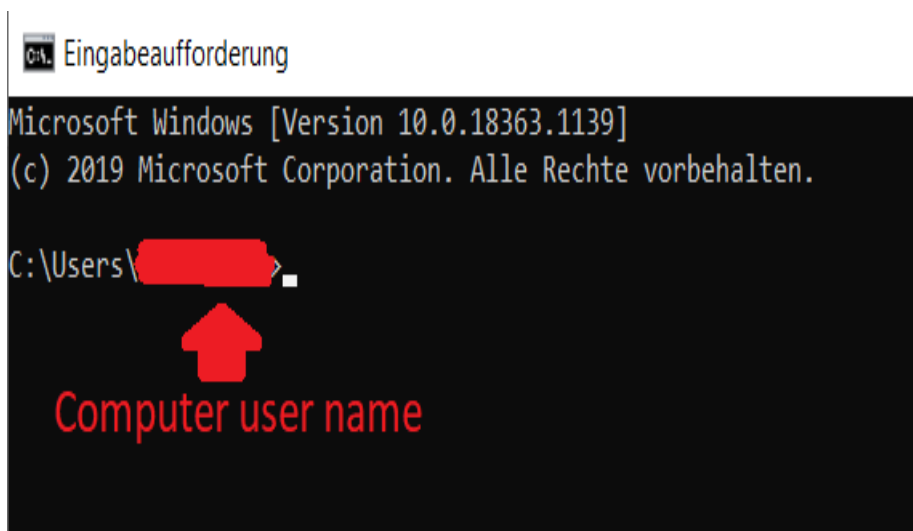 Eingabeaufforderung
Microsoft Windows [Version 10.0.18363.1139]
(c) 2019 Microsoft Corporation. Alle Rechte vorbehalten.
C:\Users\>
Computer user name